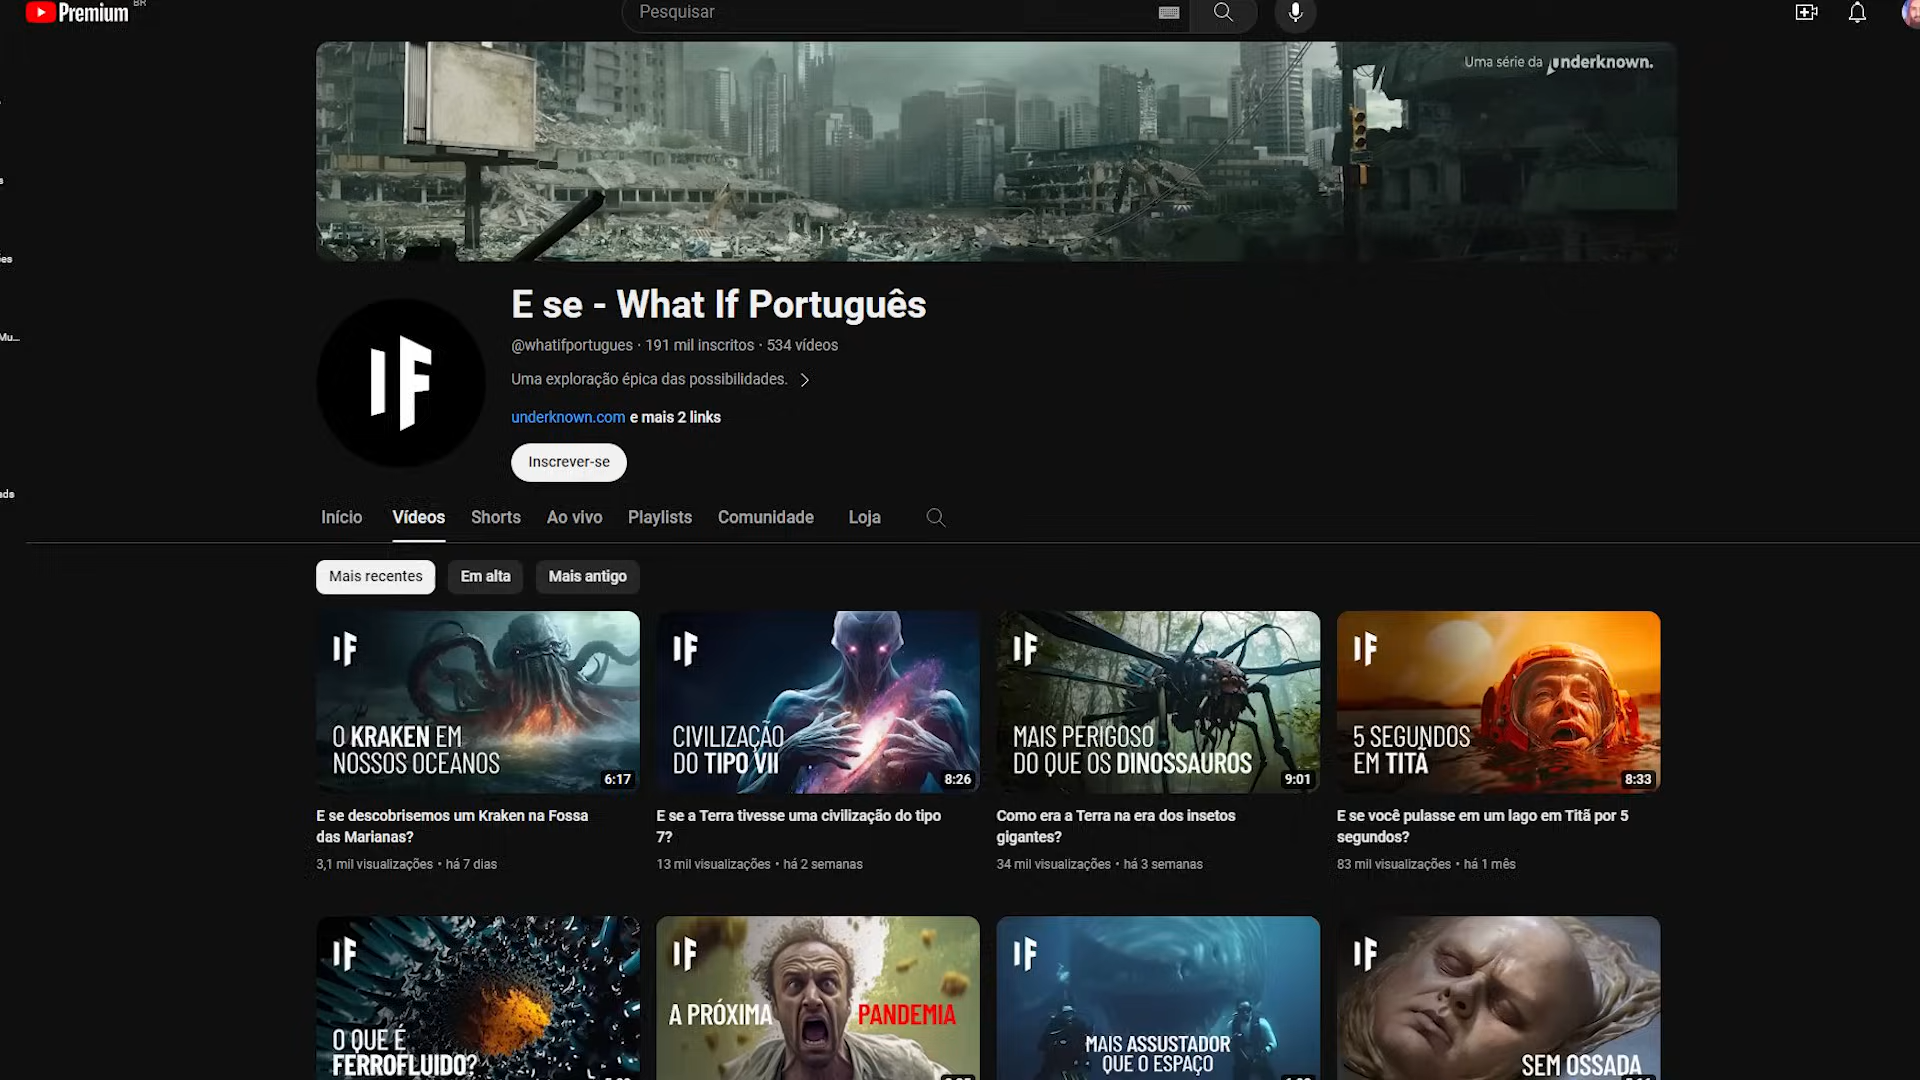 Premium BR
Pesquisar
Uma série da underknown.
E se - What If Português
@whatifportugues · 191 mil inscritos · 534 vídeos
Uma exploração épica das possibilidades.
underknown.com e mais 2 links
Inscrever-se
Início Vídeos Shorts Ao vivo Playlists Comunidade Loja
Mais recentes Em alta Mais antigo
IF
O KRAKEN EM
NOSSOS OCEANOS
6:17
IF
CIVILIZAÇÃO
DO TIPO VII
8:26
IF
MAIS PERIGOSO
DO QUE OS DINOSSAUROS
9:01
IF
5 SEGUNDOS
EM TITÃ
8:33
E se descobrisemos um Kraken na Fossa
das Marianas?
3,1 mil visualizações • há 7 dias
E se a Terra tivesse uma civilização do tipo
7?
13 mil visualizações • há 2 semanas
Como era a Terra na era dos insetos
gigantes?
34 mil visualizações • há 3 semanas
E se você pulasse em um lago em Titã por 5
segundos?
83 mil visualizações • há 1 mês
IF
O QUE É
FERROFLUIDO?
IF
A PRÓXIMA PANDEMIA
IF
MAIS ASSUSTADOR
QUE O ESPAÇO
IF
SEM OSSADA
IF